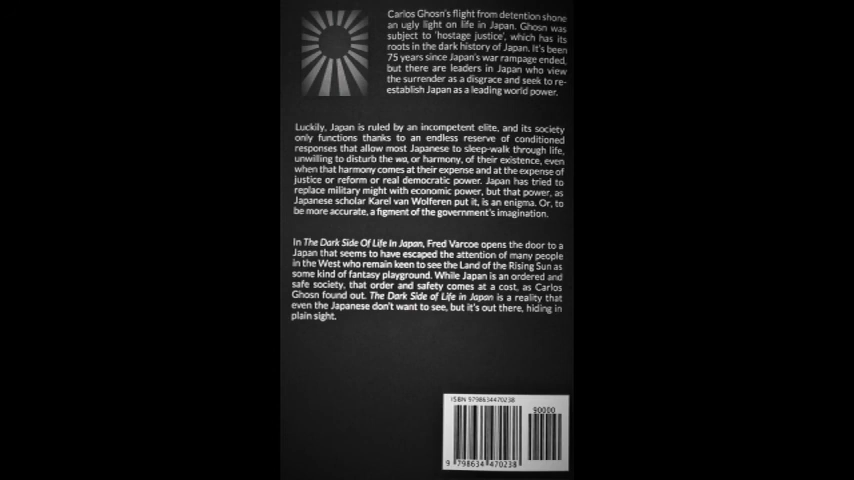 Carlos Ghosn's flight from detention shone
an ugly light on life in Japan. Ghosn was
subject to 'hostage justice', which has its
roots in the dark history of Japan. It's been
75 years since Japan's war rampage ended,
but there are leaders in Japan who view
the surrender as a disgrace and seek to re-
establish Japan as a leading world power.
Luckily, Japan is ruled by an incompetent elite, and its society
only functions thanks to an endless reserve of conditioned
responses that allow most Japanese to sleep-walk through life,
unwilling to disturb the wa, or harmony, of their existence, even
when that harmony comes at their expense and at the expense of
justice or reform or real democratic power. Japan has tried to
replace military might with economic power, but that power, as
Japanese scholar Karel van Wolferen put it, is an enigma. Or, to
be more accurate, a figment of the government's imagination.
In The Dark Side Of Life In Japan, Fred Varcoe opens the door to a
Japan that seems to have escaped the attention of many people
in the West who remain keen to see the Land of the Rising Sun as
some kind of fantasy playground. While Japan is an ordered and
safe society, that order and safety comes at a cost, as Carlos
Ghosn found out. The Dark Side of Life in Japan is a reality that
even the Japanese don't want to see, but it's out there, hiding in
plain sight.
ISBN 9798634470238
90000
9 798634 470238